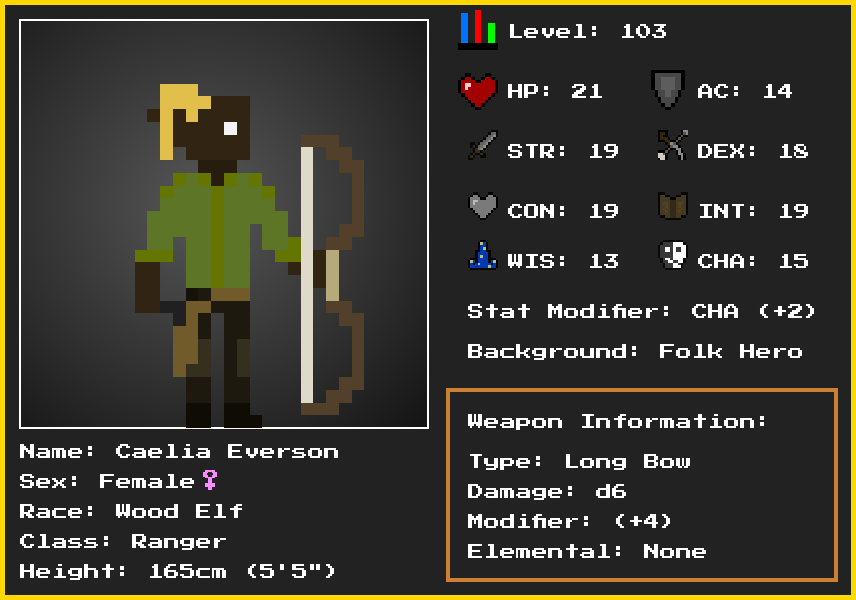 Level: 103
HP: 21
AC: 14
STR: 19
DEX: 18
CON: 19
INT: 19
WIS: 13
CHA: 15
Stat Modifier: CHA (+2)
Background: Folk Hero
Weapon Information:
Type: Long Bow
Damage: d6
Modifier: (+4)
Elemental: None
Name: Caelia Everson
Sex: Female♀
Race: Wood Elf
Class: Ranger
Height: 165cm (5'5")